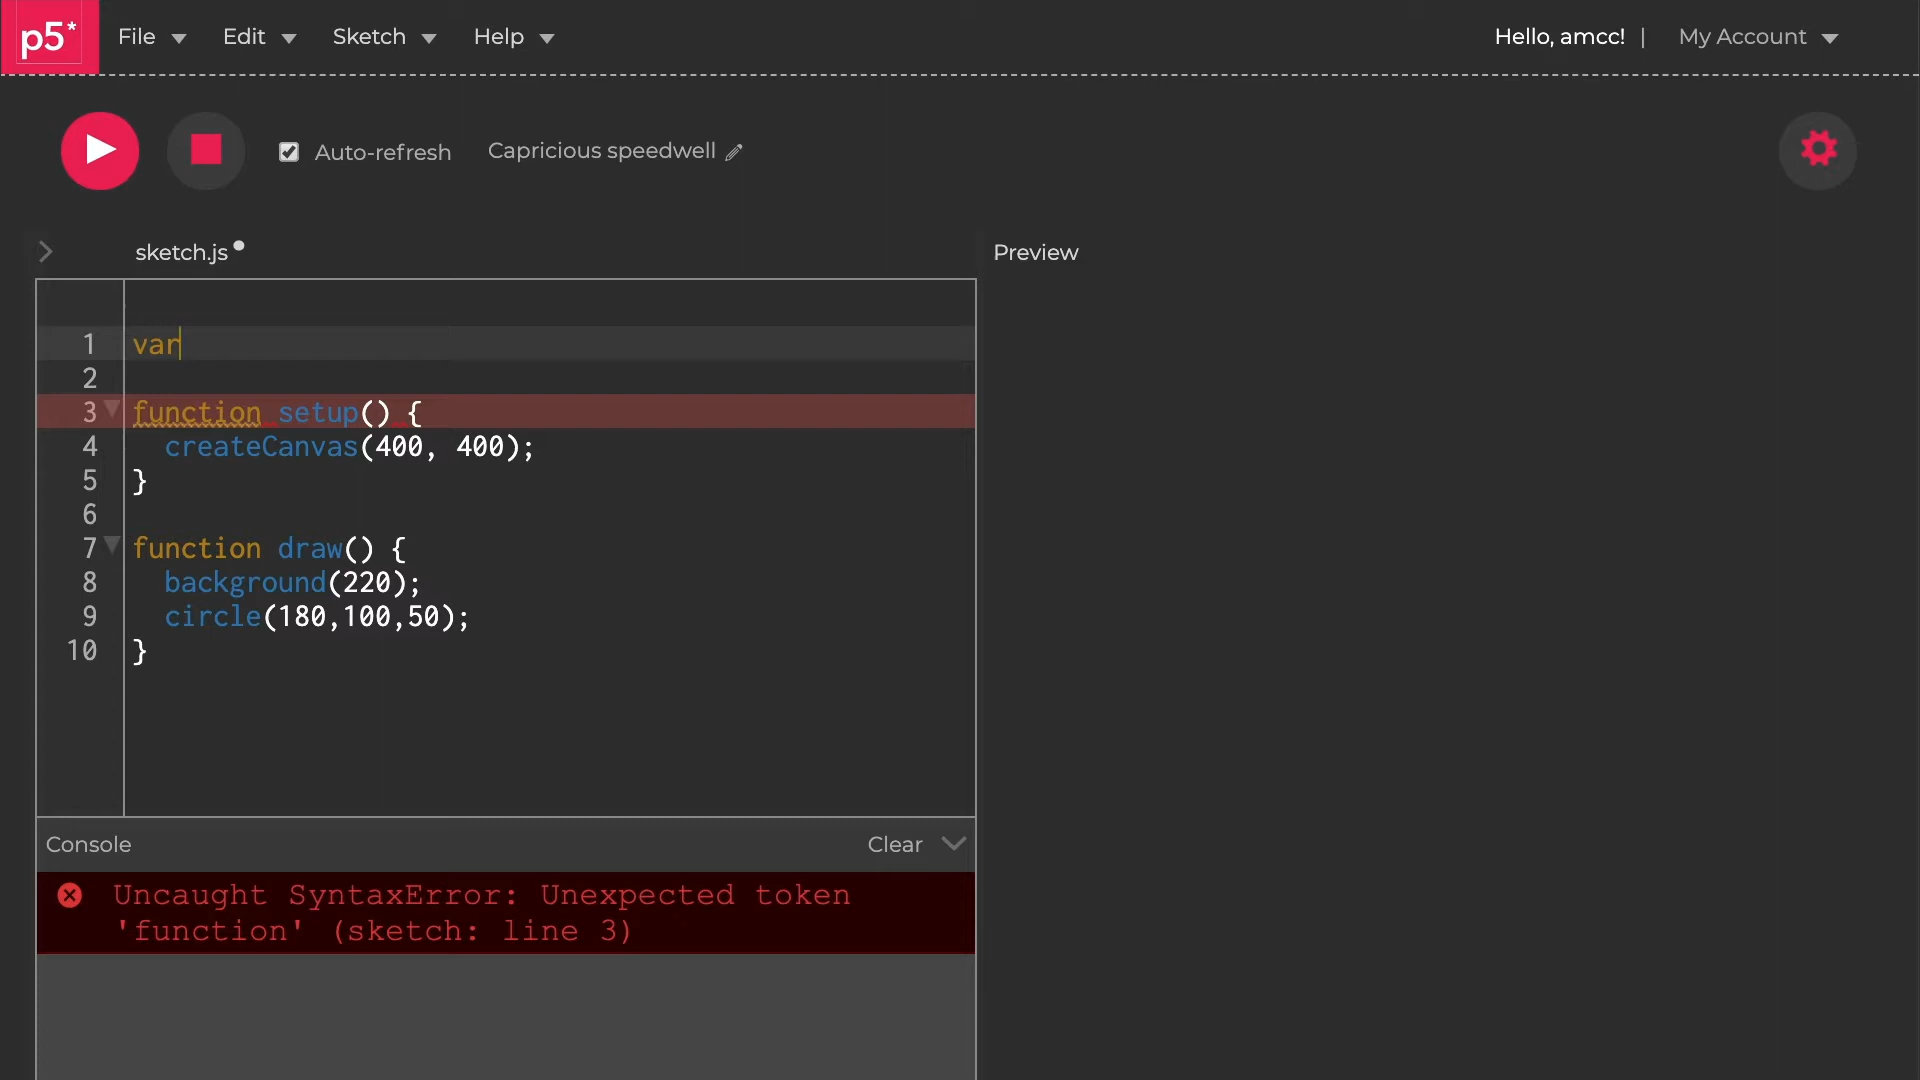 p5*
File
Edit
Sketch
Help
Hello, amcc! |
My Account
Auto-refresh
Capricious speedwell
sketch.js
Preview
1 var
2
3 function setup() {
4 createCanvas(400, 400);
5 }
6
7 function draw() {
8 background(220);
9 circle(180,100,50);
10 }
Console
Clear
Uncaught SyntaxError: Unexpected token
'function' (sketch: line 3)